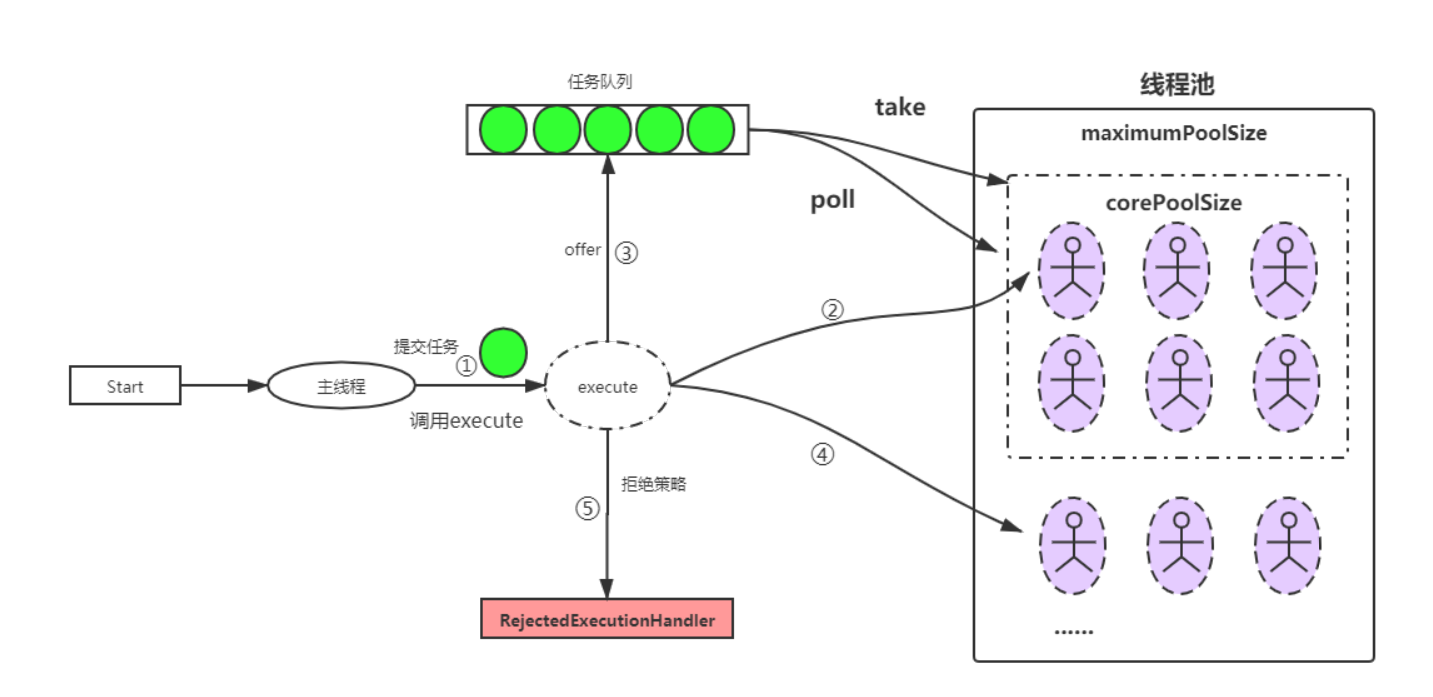 任务队列
take
线程池
maximumPoolSize
poll
corePoolSize
offer
③
②
提交任务
①
Start
主线程
execute
调用execute
④
拒绝策略
⑤
RejectedExecutionHandler
......